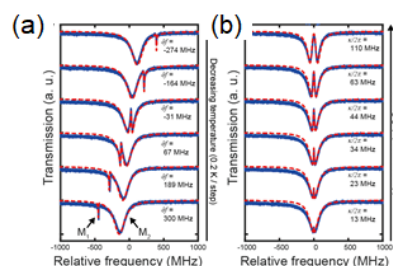 (a)
δf =
-274 MHz
δf =
-164 MHz
δf =
-31 MHz
δf =
67 MHz
δf =
189 MHz
δf =
300 MHz
M1
M2
Transmission (a. u.)
-1000 -500 0 500 1000
Relative frequency (MHz)
Decreasing temperature (0.2 K / step)
(b)
κ/2π =
110 MHz
κ/2π =
63 MHz
κ/2π =
44 MHz
κ/2π =
34 MHz
κ/2π =
23 MHz
κ/2π =
13 MHz
Transmission (a. u.)
-1000 -500 0 500 1000
Relative frequency (MHz)